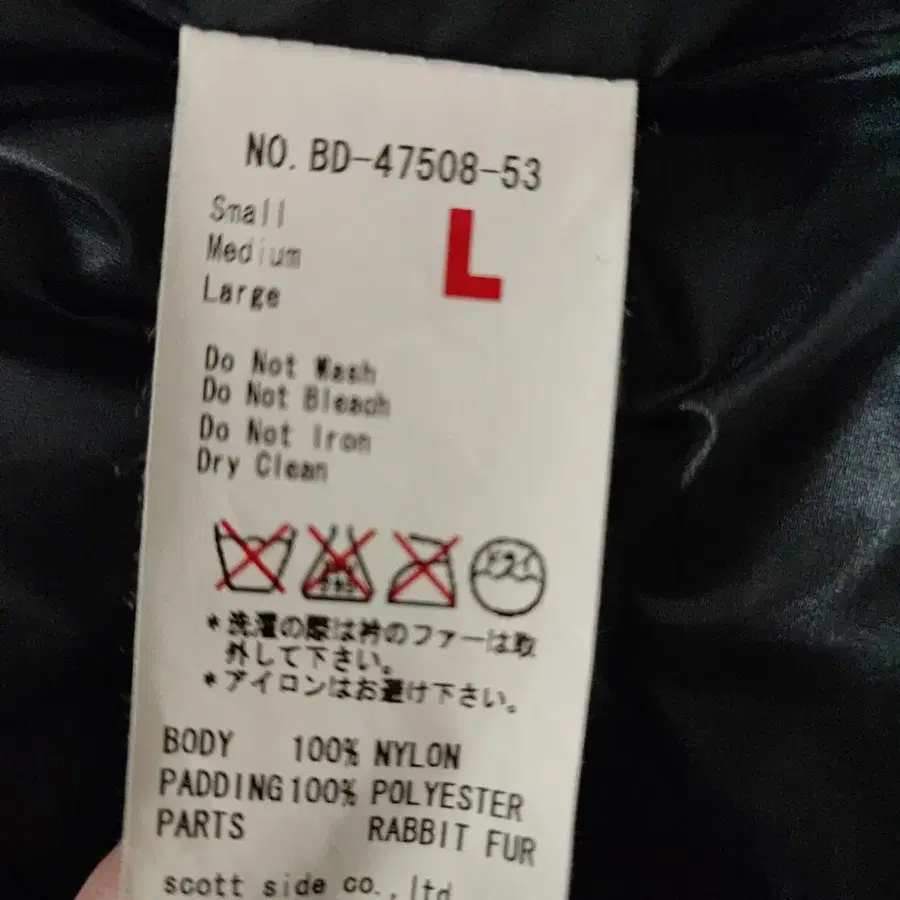 NO. BD-47508-53
Small
Medium
Large
L
Do Not Wash
Do Not Bleach
Do Not Iron
Dry Clean
ドライ
*洗濯の際は衿のファーは取
外して下さい。
*アイロンはお避け下さい。
BODY 100% NYLON
PADDING 100% POLYESTER
PARTS RABBIT FUR
scott side co., ltd